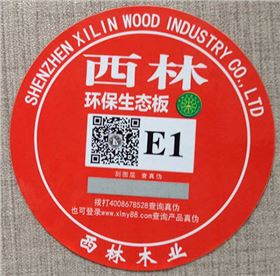 SHENZHEN XILIN WOOD INDUSTRY CO., LTD
西林
环保生态板
E1
刮图层 查真伪
拨打4008678528查询真伪
也可登录www.xlmy88.com查询产品真伪
西林木业